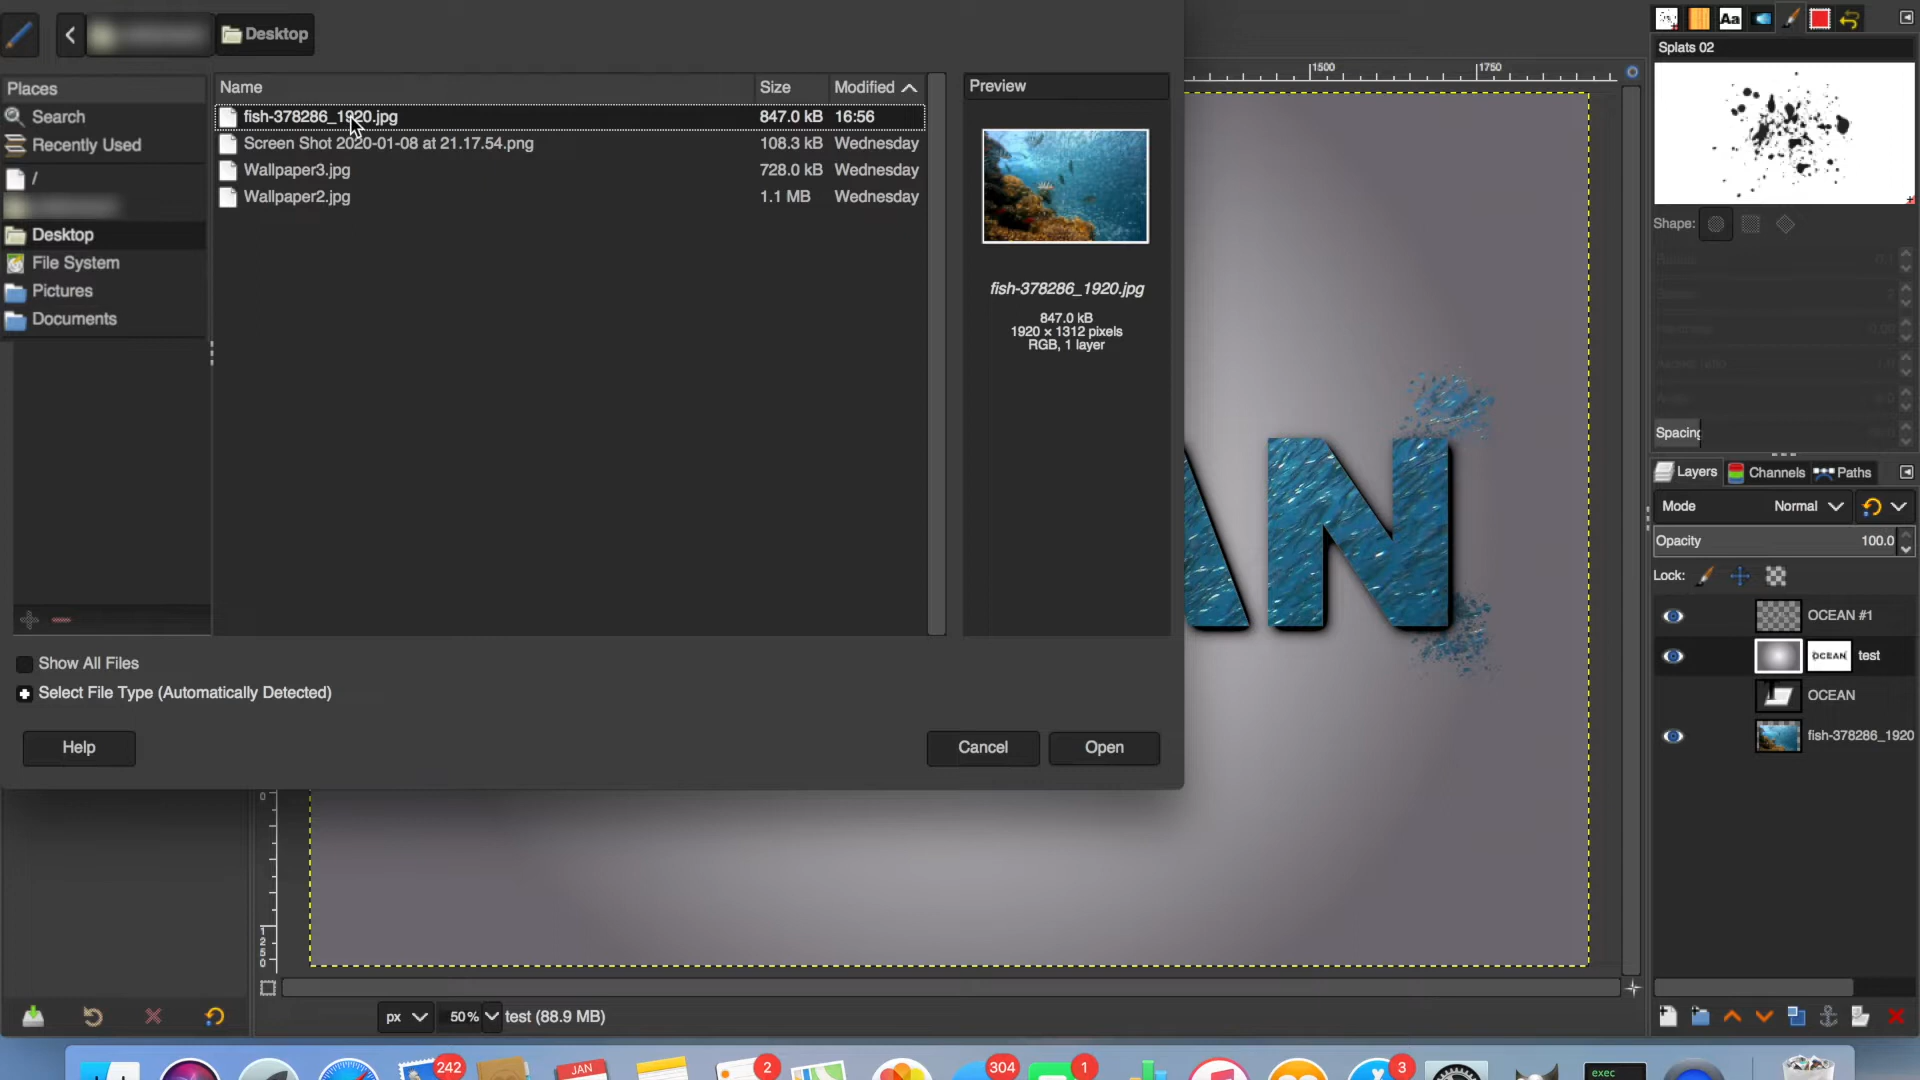 Desktop
Places
Search
Recently Used
/
Desktop
File System
Pictures
Documents
Name Size Modified
fish-378286_1920.jpg 847.0 kB 16:56
Screen Shot 2020-01-08 at 21.17.54.png 108.3 kB Wednesday
Wallpaper3.jpg 728.0 kB Wednesday
Wallpaper2.jpg 1.1 MB Wednesday
Preview
fish-378286_1920.jpg
847.0 kB
1920 × 1312 pixels
RGB, 1 layer
Show All Files
Select File Type (Automatically Detected)
Help
Cancel
Open
1500 1750
AN
0
1250
px 50% test (88.9 MB)
Aa
Splats 02
Shape:
Spacing
Layers Channels Paths
Mode Normal
Opacity 100.0
Lock:
OCEAN #1
OCEAN test
OCEAN
fish-378286_1920
242
JAN
2
304
1
3
exec